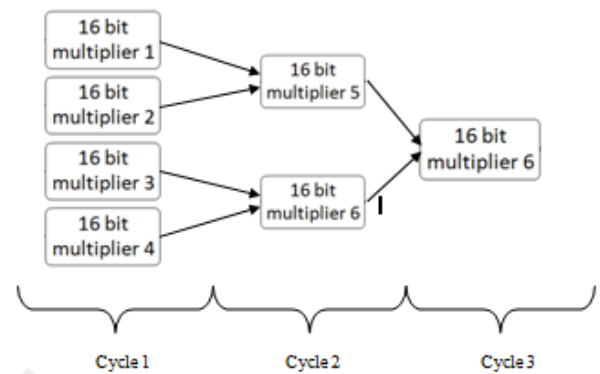 16 bit
multiplier 1
16 bit
multiplier 2
16 bit
multiplier 3
16 bit
multiplier 4
16 bit
multiplier 5
16 bit
multiplier 6
16 bit
multiplier 6
Cycle 1
Cycle 2
Cycle 3